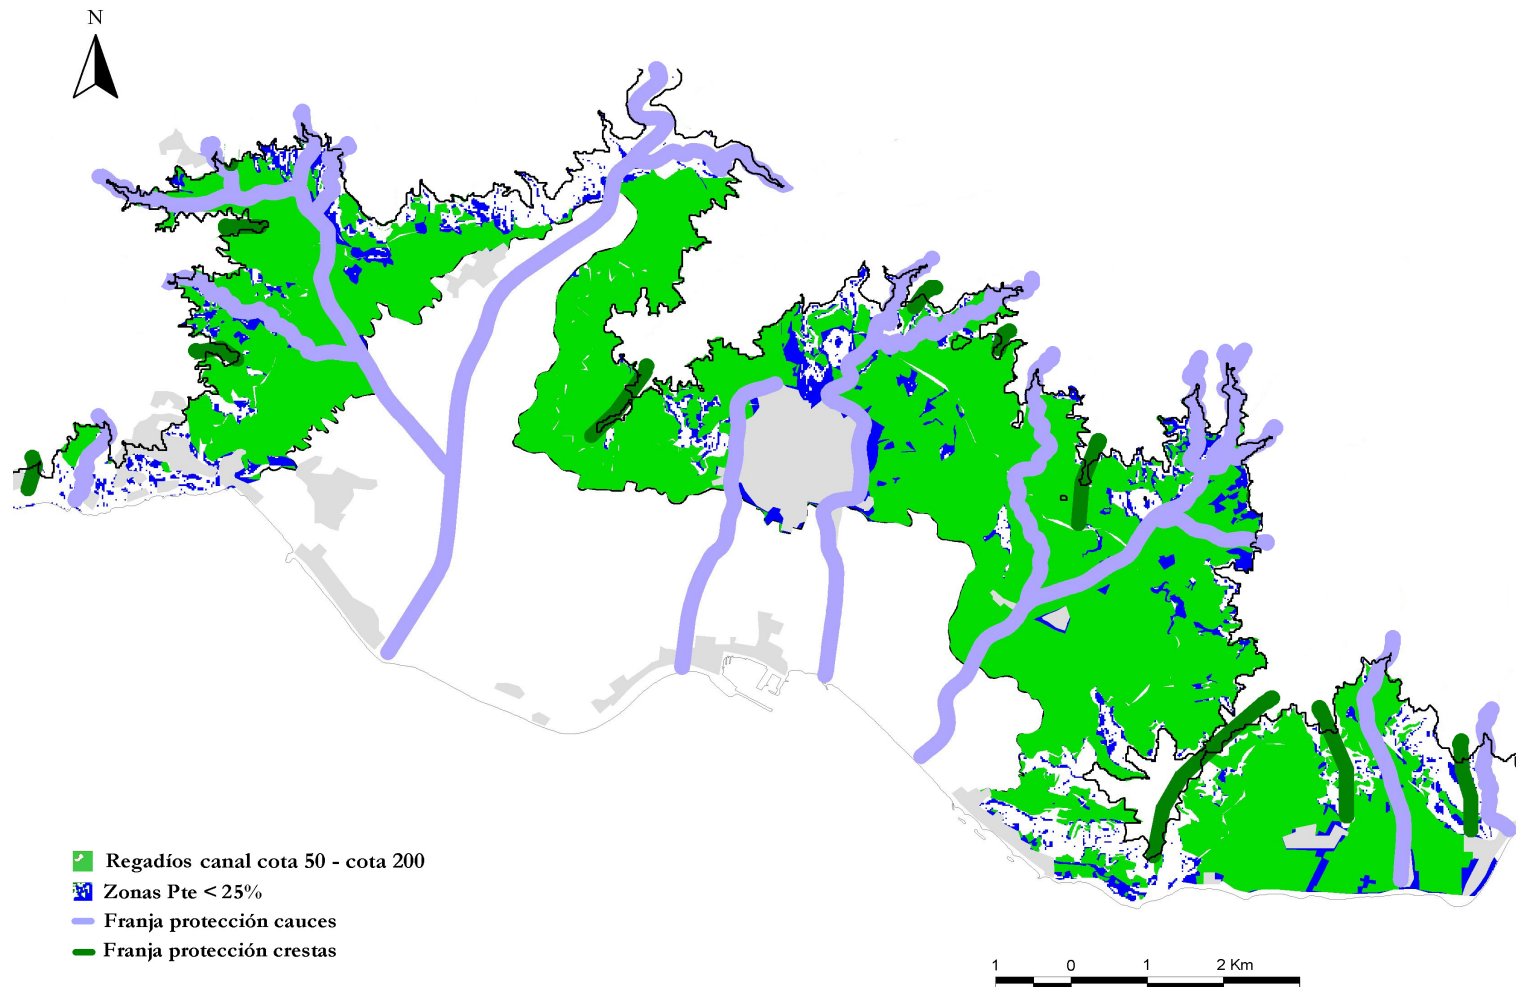 N
Regadíos canal cota 50 - cota 200
Zonas Pte < 25%
Franja protección cauces
Franja protección crestas
1 0 1 2 Km